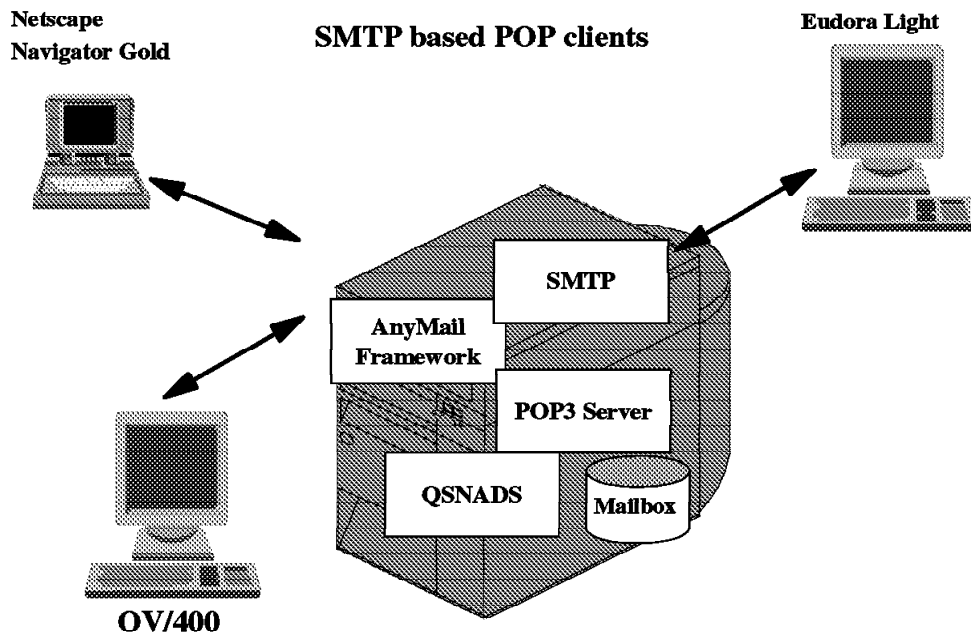 Netscape
Navigator Gold
SMTP based POP clients
Eudora Light
SMTP
AnyMail
Framework
POP3 Server
QSNADS
Mailbox
OV/400